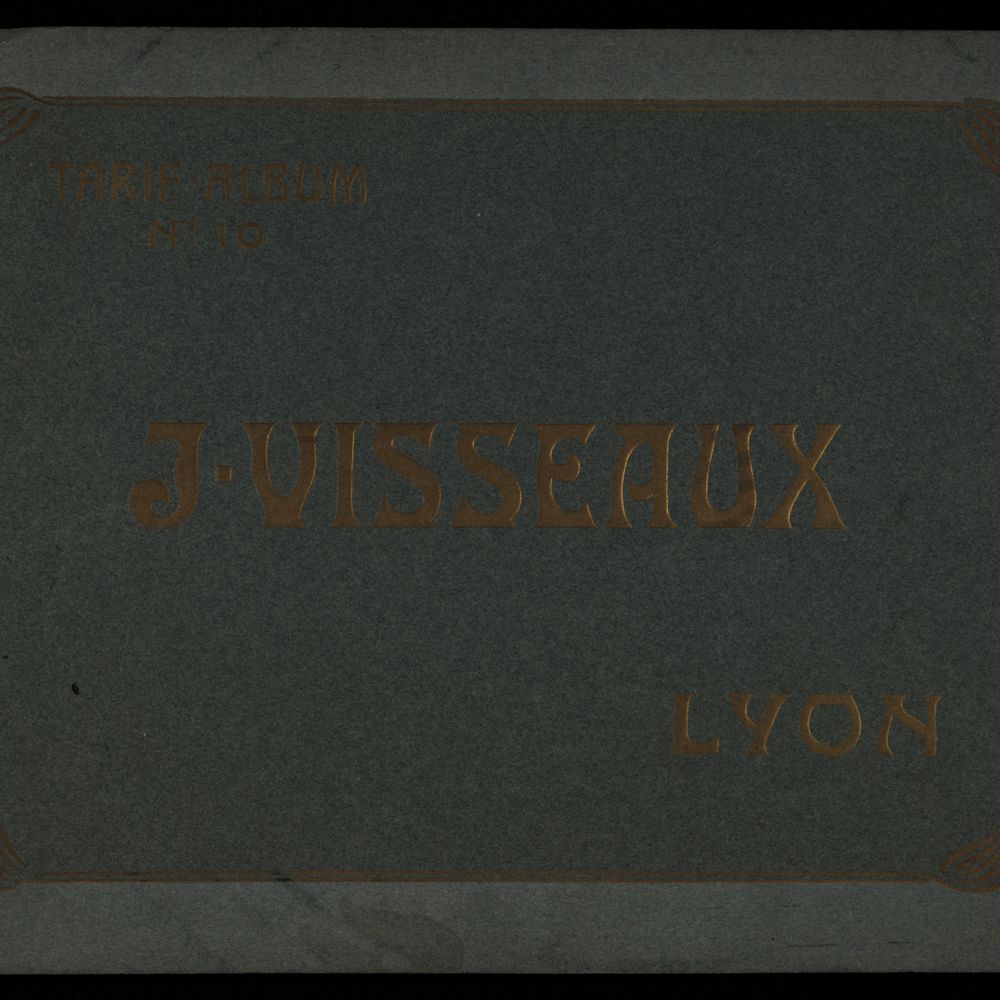 TARIF-ALBUM
Nº 10
J·VISSEAUX
LYON